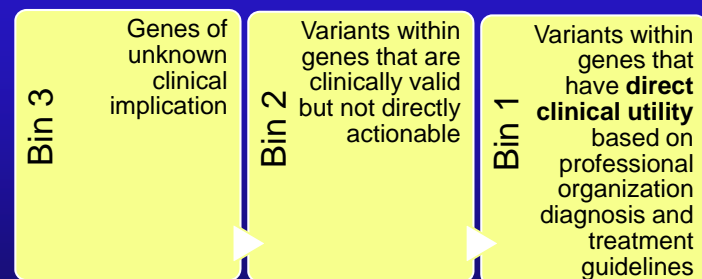 Bin 3
Genes of
unknown
clinical
implication
Bin 2
Variants within
genes that are
clinically valid
but not directly
actionable
Bin 1
Variants within
genes that
have direct
clinical utility
based on
professional
organization
diagnosis and
treatment
guidelines